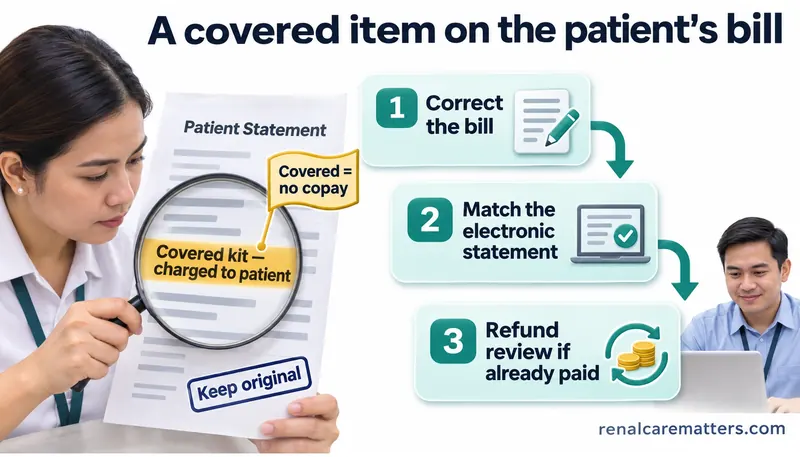 A covered item on the patient's bill
Patient Statement
Covered =
no copay
Covered kit —
charged to patient
Keep original
1 Correct
the bill
2 Match the
electronic
statement
3 Refund
review if
already paid
renalcarematters.com